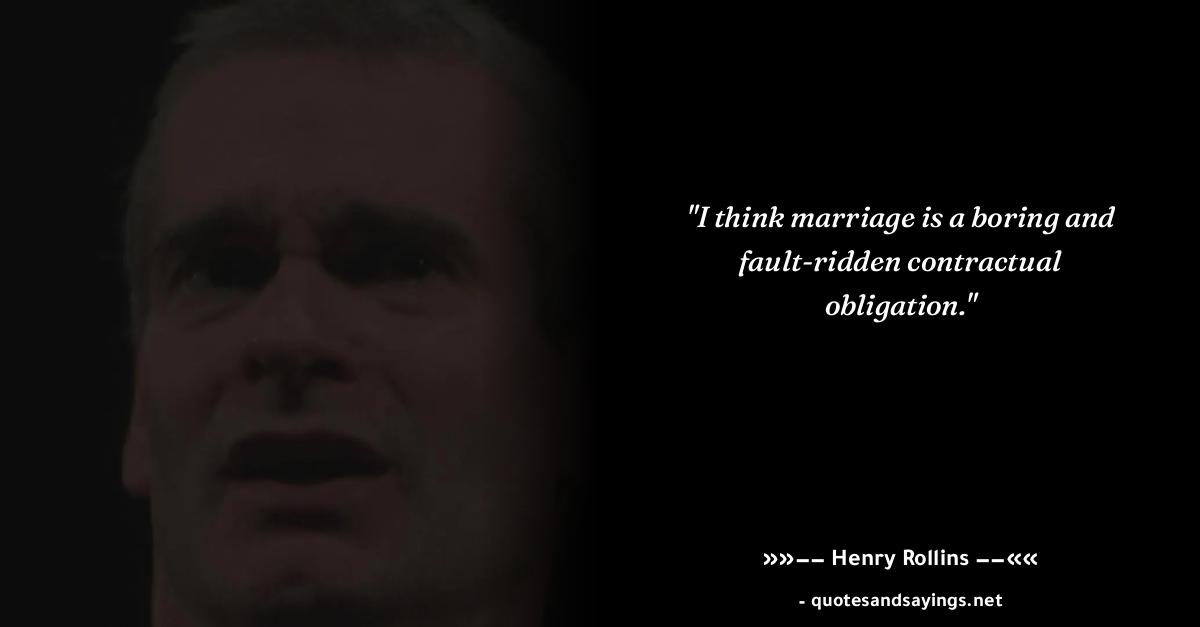 "I think marriage is a boring and
fault-ridden contractual
obligation."
»»−− Henry Rollins −−««
- quotesandsayings.net